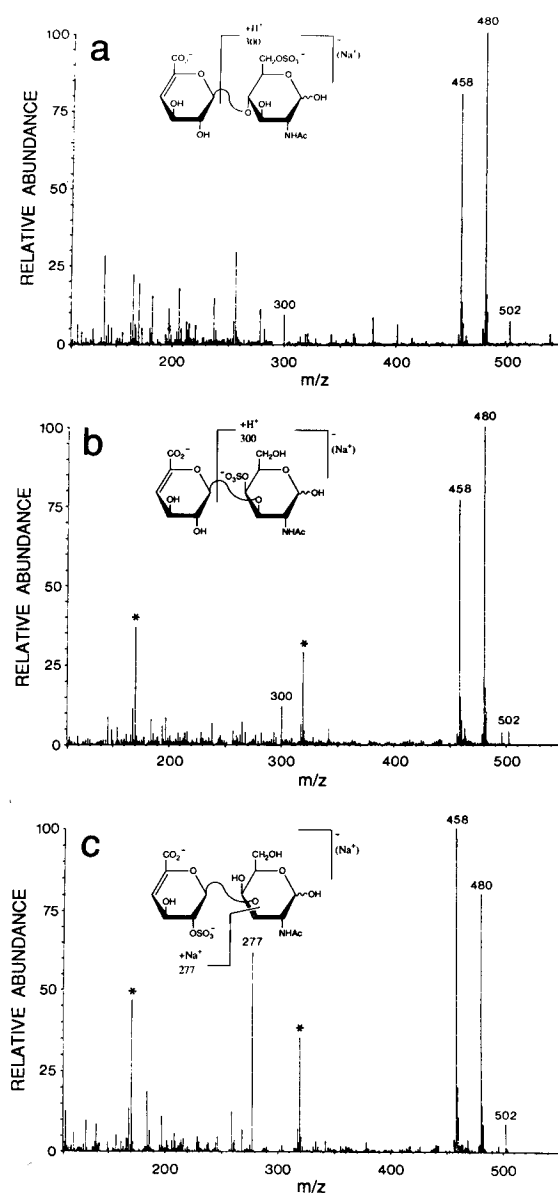 a
RELATIVE ABUNDANCE
100
75
50
25
0
+H⁺
300
(Na⁺)
−
CO₂⁻
O
OH
OH
O
CH₂OSO₃⁻
O
OH
OH
NHAc
480
458
300
502
200 300 400 500
m/z
b
RELATIVE ABUNDANCE
100
75
50
25
0
+H⁺
300
(Na⁺)
−
CO₂⁻
O
OH
OH
⁻O₃SO
CH₂OH
O
O
OH
NHAc
480
458
*
*
300
502
200 300 400 500
m/z
c
RELATIVE ABUNDANCE
100
75
50
25
0
−
(Na⁺)
CO₂⁻
O
OH
OSO₃⁻
HO
CH₂OH
O
O
OH
NHAc
+Na⁺
277
277
458
480
*
*
502
200 300 400 500
m/z